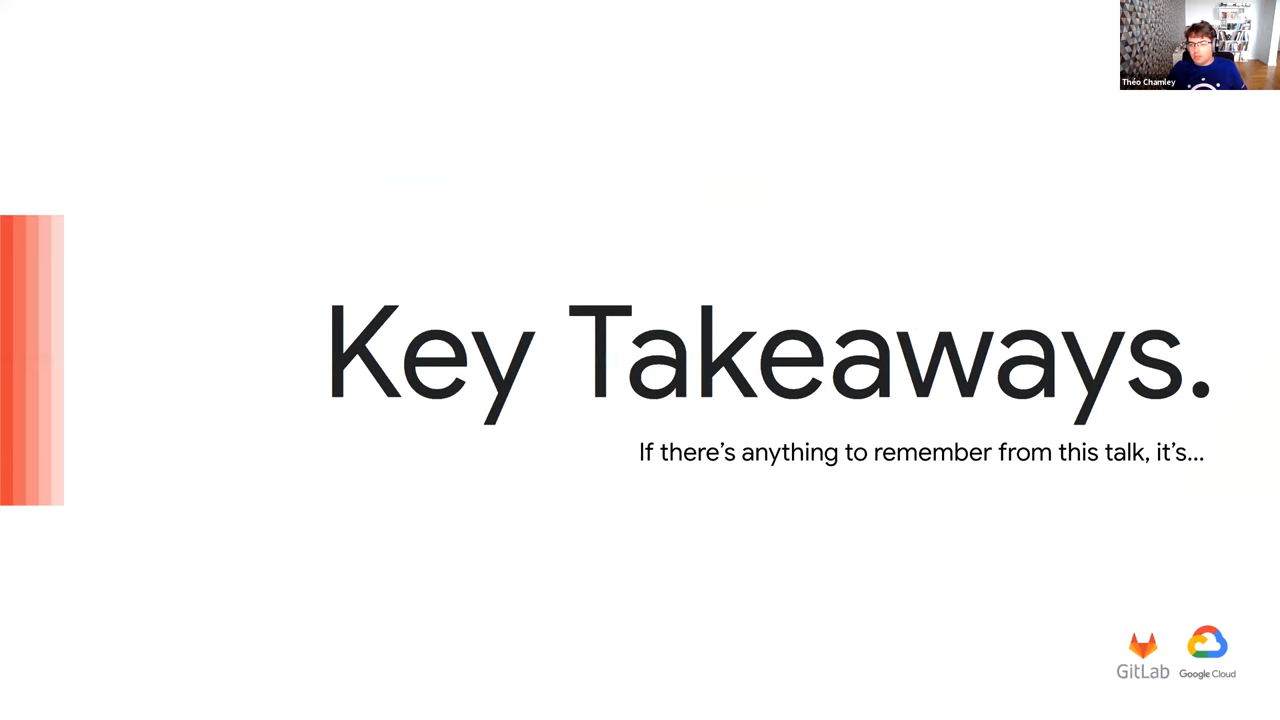 Théo Chamley
Key Takeaways.
If there’s anything to remember from this talk, it’s...
GitLab
Google Cloud